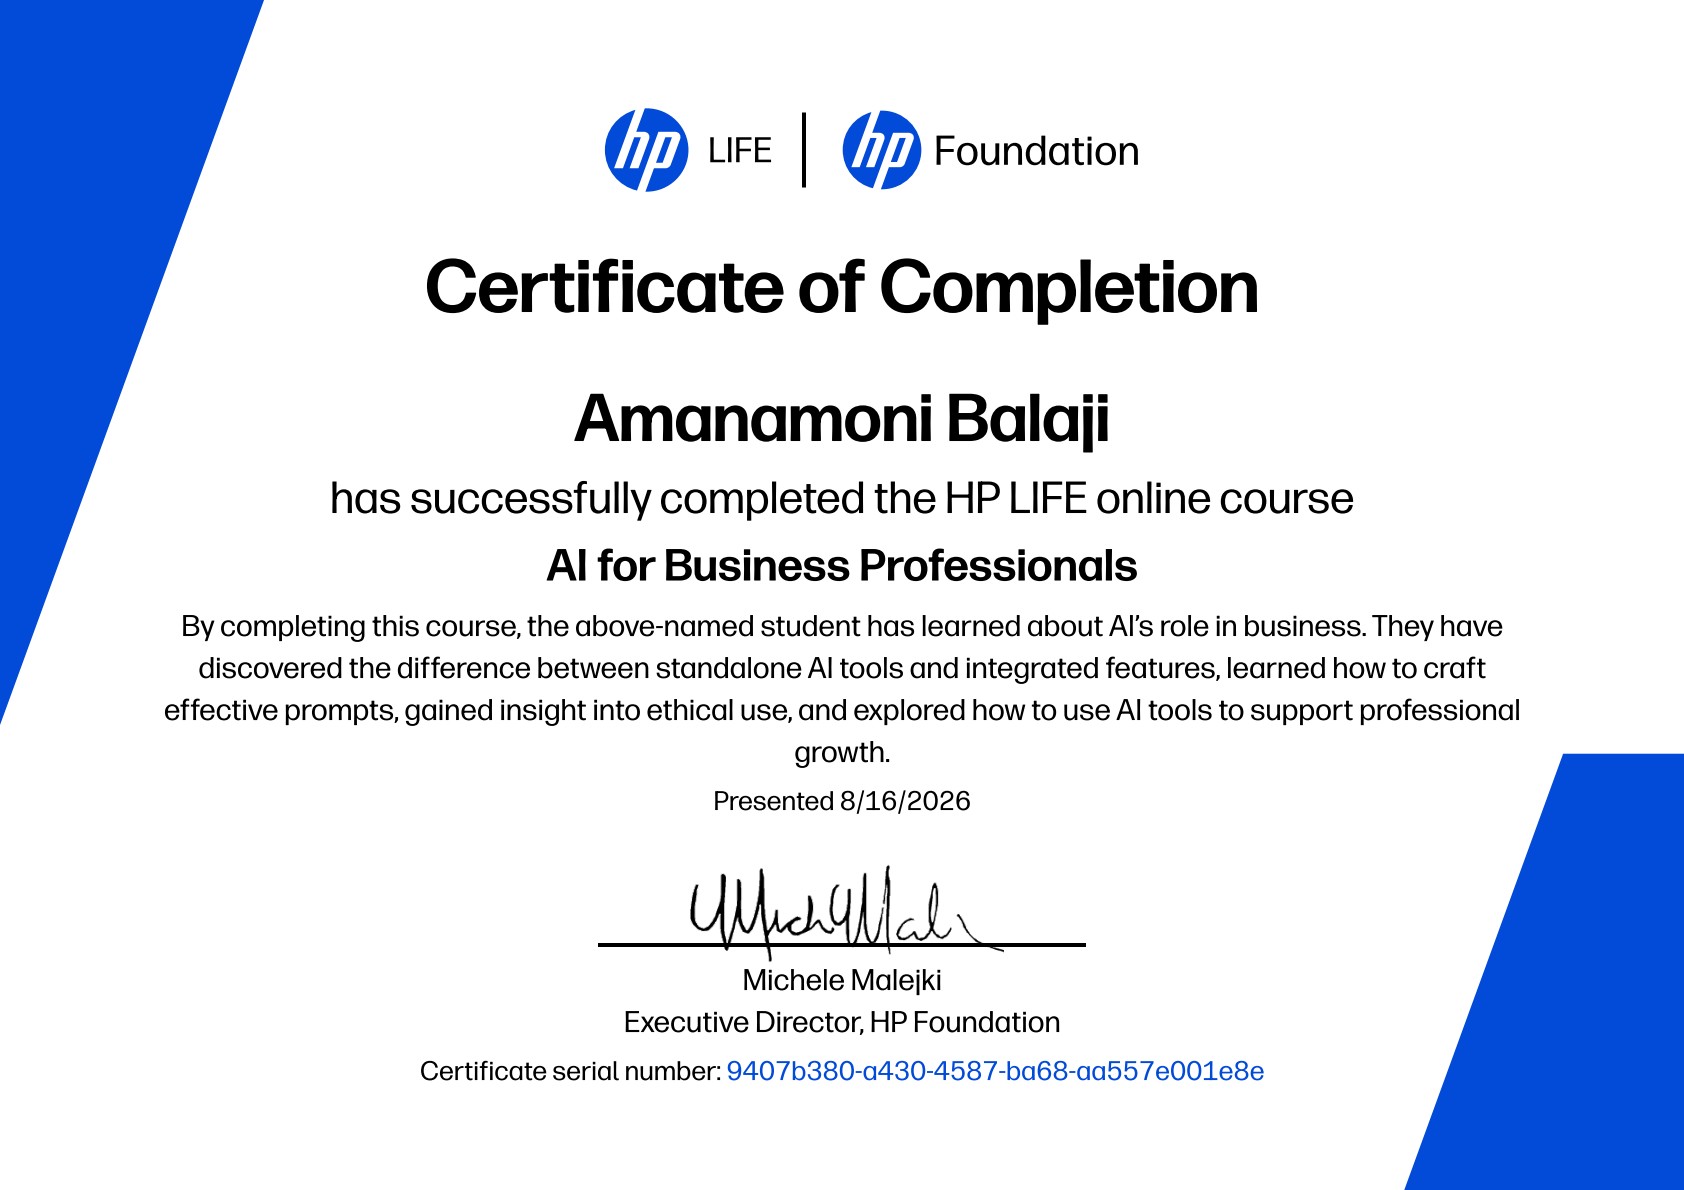 hp LIFE | hp Foundation
Certificate of Completion
Amanamoni Balaji
has successfully completed the HP LIFE online course
AI for Business Professionals
By completing this course, the above-named student has learned about AI’s role in business. They have
discovered the difference between standalone AI tools and integrated features, learned how to craft
effective prompts, gained insight into ethical use, and explored how to use AI tools to support professional
growth.
Presented 8/16/2026
Michele Malejki
Executive Director, HP Foundation
Certificate serial number: 9407b380-a430-4587-ba68-aa557e001e8e